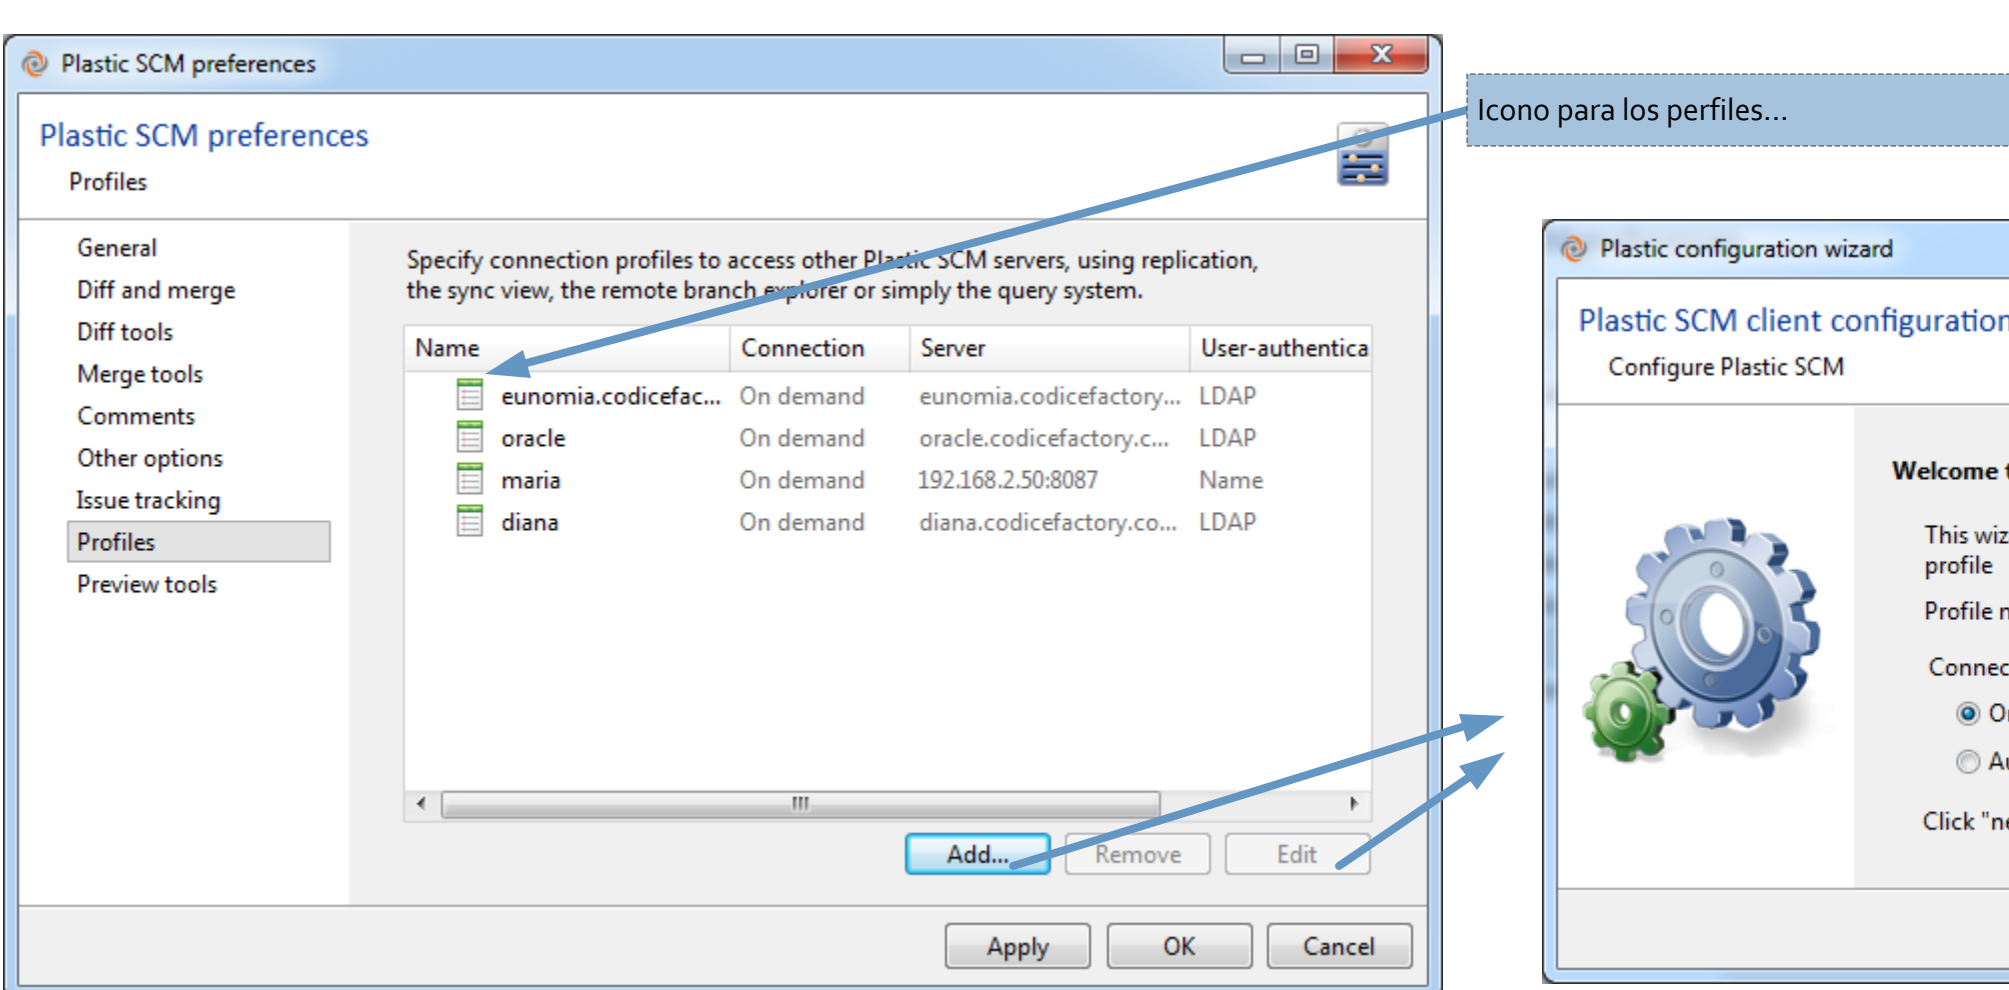 Plastic SCM preferences
Plastic SCM preferences
Profiles
General
Diff and merge
Diff tools
Merge tools
Comments
Other options
Issue tracking
Profiles
Preview tools
Specify connection profiles to access other Plastic SCM servers, using replication,
the sync view, the remote branch explorer or simply the query system.
Name Connection Server User-authentica
eunomia.codicefac... On demand eunomia.codicefactory... LDAP
oracle On demand oracle.codicefactory.c... LDAP
maria On demand 192.168.2.50:8087 Name
diana On demand diana.codicefactory.co... LDAP
Add... Remove Edit
Apply OK Cancel
Icono para los perfiles...
Plastic configuration wizard
Plastic SCM client configuration
Configure Plastic SCM
Welcome
This wiz
profile
Profile
Connec
Click "ne